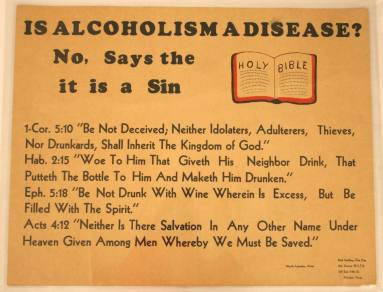 IS ALCOHOLISM A DISEASE?
No, Says the
HOLY BIBLE
it is a Sin
1-Cor. 5:10 "Be Not Deceived; Neither Idolaters, Adulterers, Thieves,
Nor Drunkards, Shall Inherit The Kingdom of God."
Hab. 2:15 "Woe To Him That Giveth His Neighbor Drink, That
Putteth The Bottle To Him And Maketh Him Drunken."
Eph. 5:18 "Be Not Drunk With Wine Wherein Is Excess, But Be
Filled With The Spirit."
Acts 4:12 "Neither Is There Salvation In Any Other Name Under
Heaven Given Among Men Whereby We Must Be Saved."